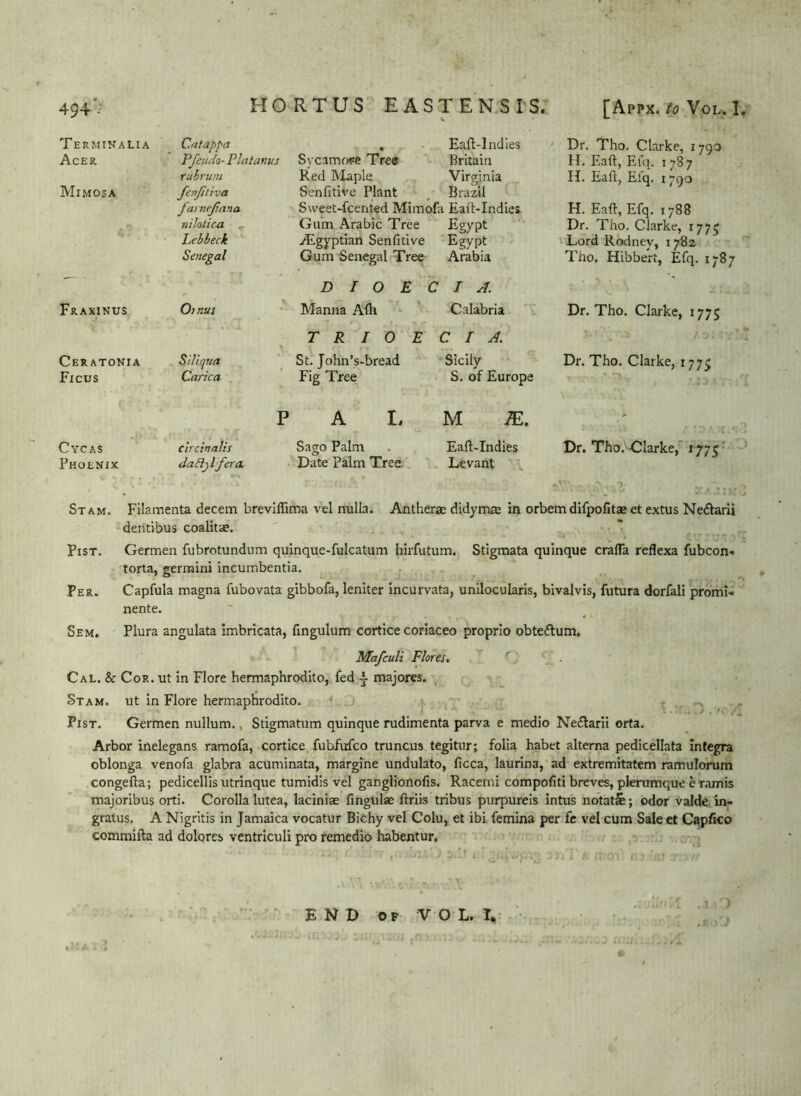 494 HORTUS EASTENSIS. [APPX. to VOL. I.
TERMINALIA Catappa . Eaſt-Indies Dr. Tho. Clarke, 1790
ACER Pſeudo-Platanus Sycamore Tree Britain H. Eaſt, Eſq. 1787
rubrum Red Maple Virginia H. Eaſt, Eſq. 1790
MIMOSA ſenſitiva Senſitive Plant Brazil
farneſiana Sweet-ſcented Mimoſa Eaſt-Indies H. Eaſt, Eſq. 1788
nilotica Gum Arabic Tree Egypt Dr. Tho. Clarke, 1775
Lebbeck Ægyptian Senſitive Egypt Lord Rodney, 1782
Senegal Gum Senegal Tree Arabia Tho. Hibbert, Eſq. 1787
DIOECIA.
FRAXINUS Ornus Manna Aſh Calabria Dr. Tho. Clarke, 1775
TRIOECIA.
CERATONIA Siliqua St. John's-bread Sicily Dr. Tho. Clarke, 1775
FICUS Carica Fig Tree S. of Europe
PALMÆ.
CYCAS circinalis Sago Palm Eaſt-Indies Dr. Tho. Clarke, 1775
PHOENIX dactylifera Date Palm Tree Levant
STAM. Filamenta decem breviſſima vel nulla. Antheræ didymæ in orbem diſpoſitæ et extus Nectarii
dentibus coalitæ.
PIST. Germen ſubrotundum quinque-ſulcatum hirſutum. Stigmata quinque craſſa reflexa ſubcon-
torta, germini incumbentia.
PER. Capſula magna ſubovata gibboſa, leniter incurvata, unilocularis, bivalvis, ſutura dorſali promi-
nente.
SEM. Plura angulata imbricata, ſingulum cortice coriaceo proprio obtectum.
Maſculi Flores.
CAL. & COR. ut in Flore hermaphrodito, ſed ⅓ majores.
STAM. ut in Flore hermaphrodito.
PIST. Germen nullum. Stigmatum quinque rudimenta parva e medio Nectarii orta.
Arbor inelegans ramoſa, cortice ſubfuſco truncus tegitur; folia habet alterna pedicellata integra
oblonga venoſa glabra acuminata, margine undulato, ſicca, laurina, ad extremitatem ramulorum
congeſta; pedicellis utrinque tumidis vel ganglionoſis. Racemi compoſiti breves, plerumque è ramis
majoribus orti. Corolla lutea, laciniæ ſingulæ ſtriis tribus purpureis intus notatæ; odor valde in-
gratus. A Nigritis in Jamaica vocatur Bichy vel Colu, et ibi ſemina per ſe vel cum Sale et Capſico
commiſta ad dolores ventriculi pro remedio habentur.
END OF VOL. I.